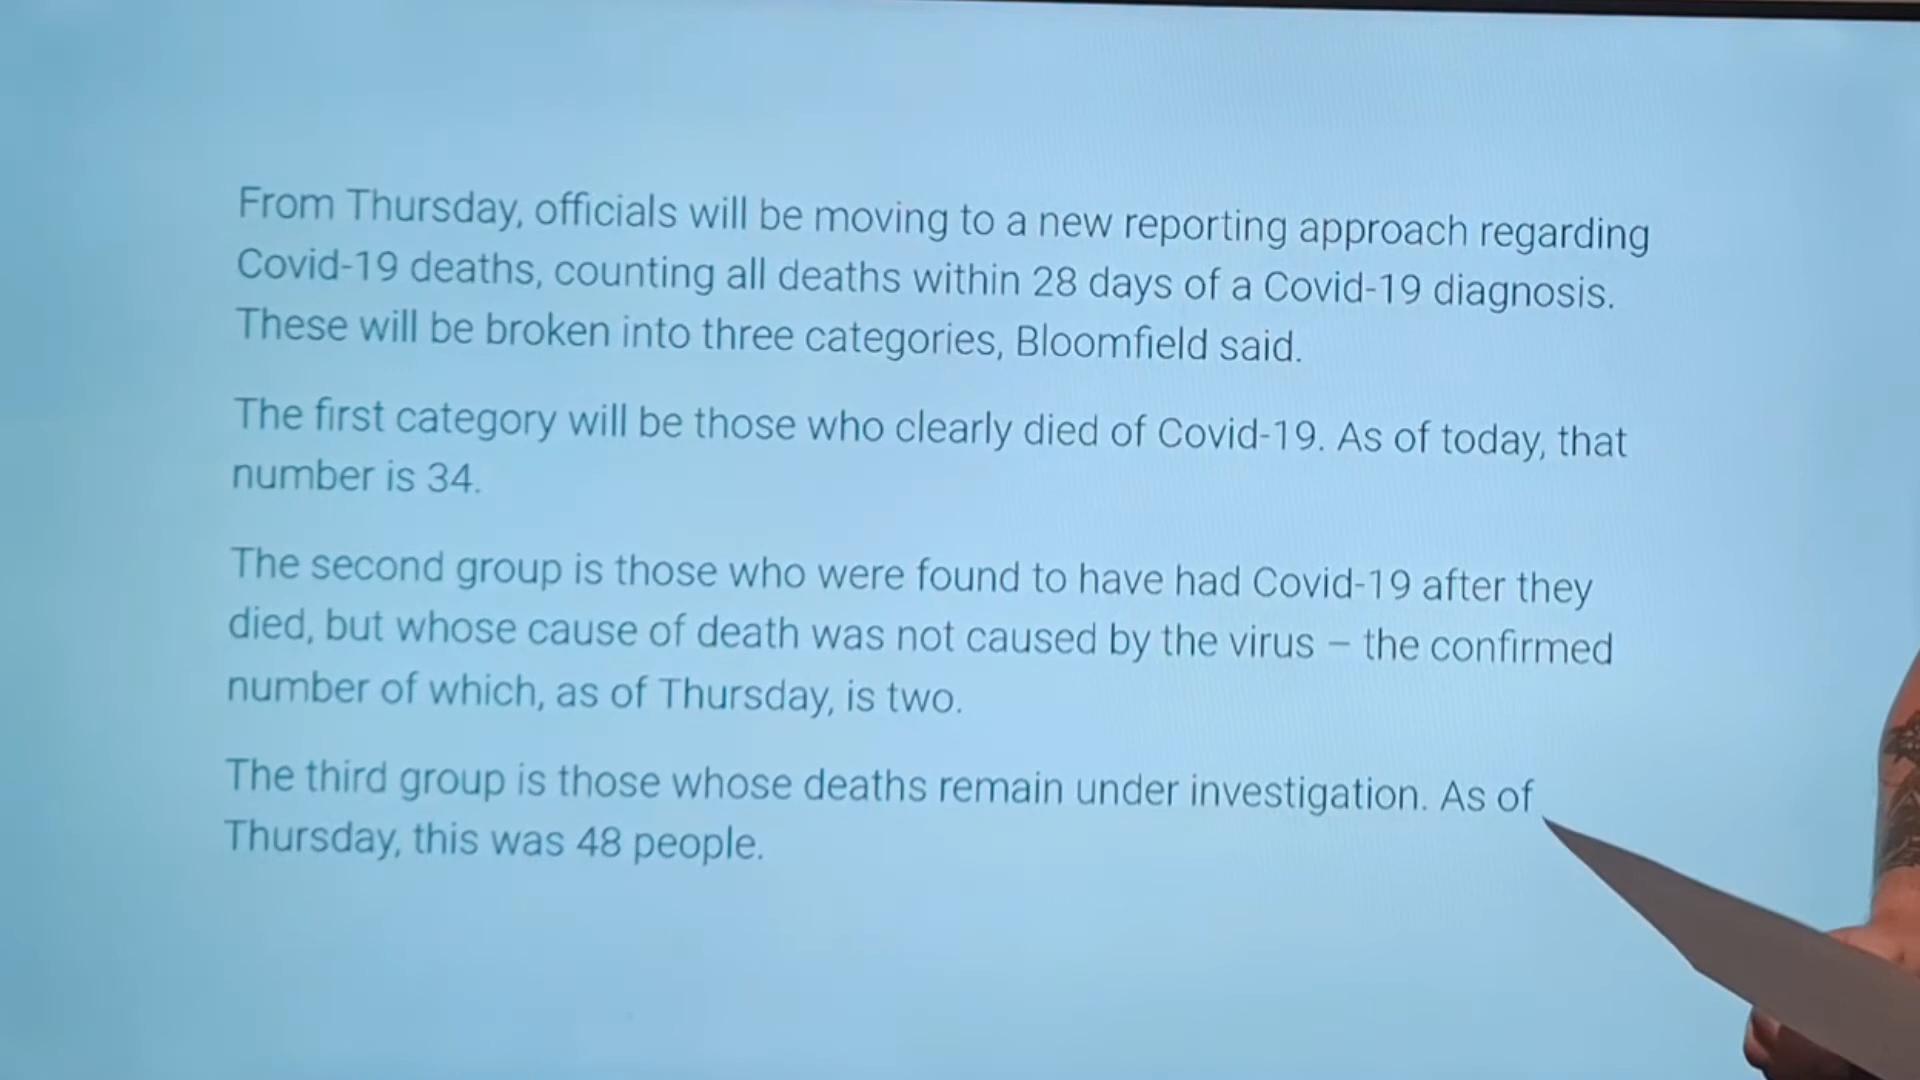 From Thursday, officials will be moving to a new reporting approach regarding
Covid-19 deaths, counting all deaths within 28 days of a Covid-19 diagnosis.
These will be broken into three categories, Bloomfield said.
The first category will be those who clearly died of Covid-19. As of today, that
number is 34.
The second group is those who were found to have had Covid-19 after they
died, but whose cause of death was not caused by the virus – the confirmed
number of which, as of Thursday, is two.
The third group is those whose deaths remain under investigation. As of
Thursday, this was 48 people.